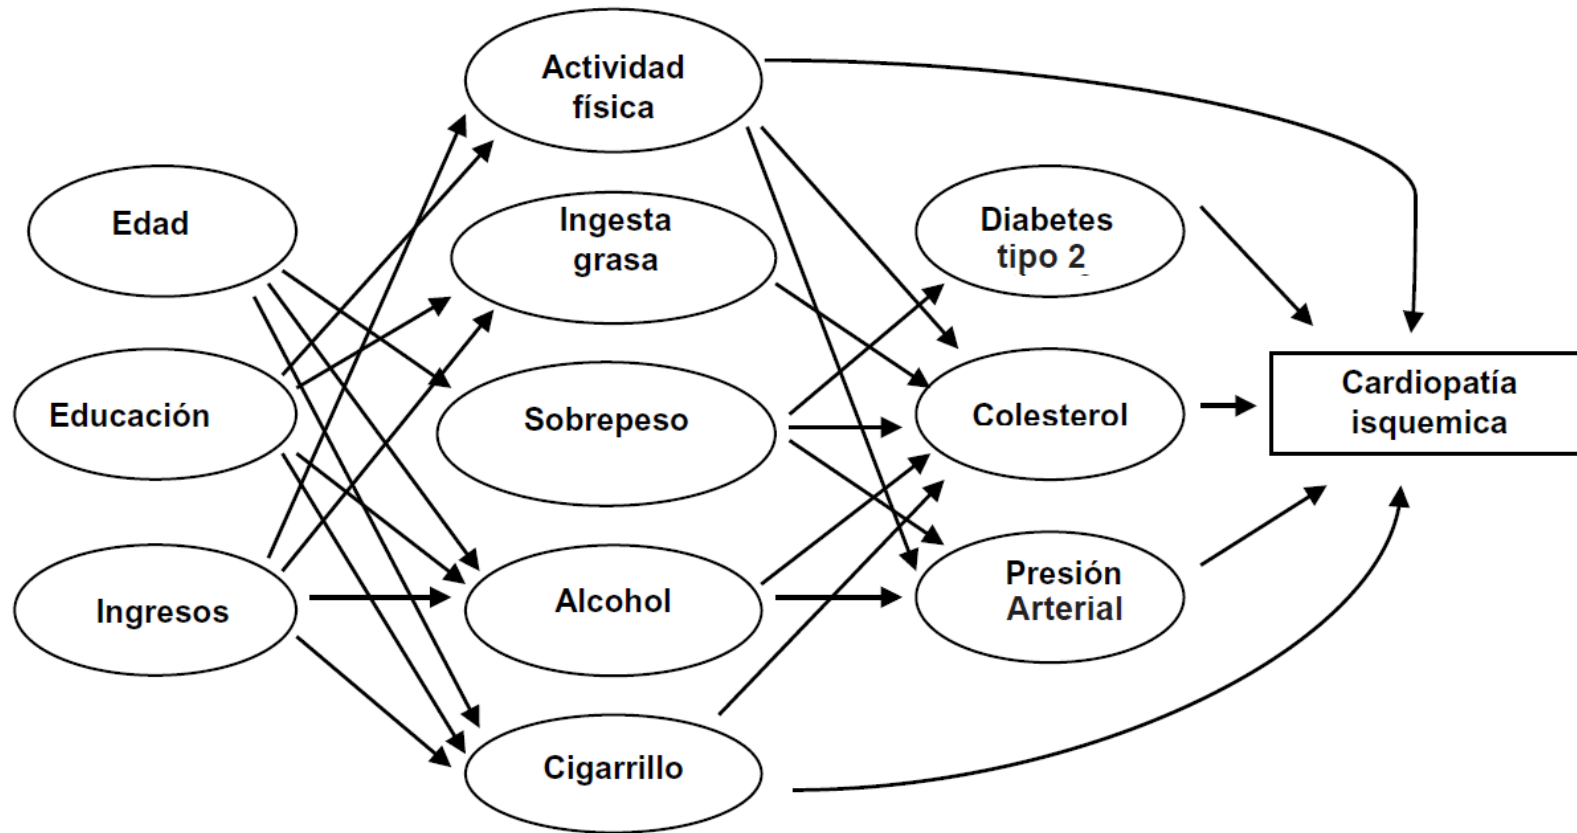 Actividad
física
Edad
Ingesta
grasa
Diabetes
tipo 2
Educación
Sobrepeso
Colesterol
Cardiopatía
isquemica
Ingresos
Alcohol
Presión
Arterial
Cigarrillo